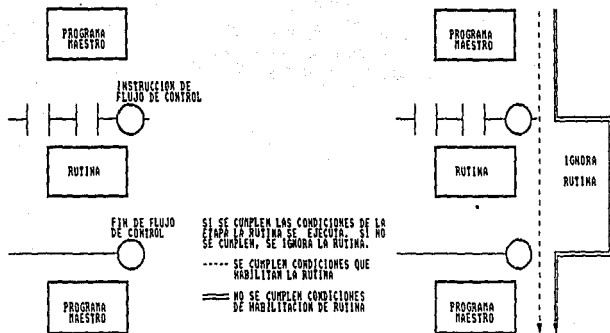 PROGRAMA
MAESTRO
INSTRUCCION DE
FLUJO DE CONTROL
RUTINA
FIN DE FLUJO
DE CONTROL
PROGRAMA
MAESTRO
SI SE CUMPLEN LAS CONDICIONES DE LA
ETAPA LA RUTINA SE EJECUTA. SI NO
SE CUMPLEN, SE IGNORA LA RUTINA.
SE CUMPLEN CONDICIONES QUE
HABILITAN LA RUTINA
NO SE CUMPLEN CONDICIONES
DE HABILITACION DE RUTINA
PROGRAMA
MAESTRO
RUTINA
IGNORA
RUTINA
PROGRAMA
MAESTRO